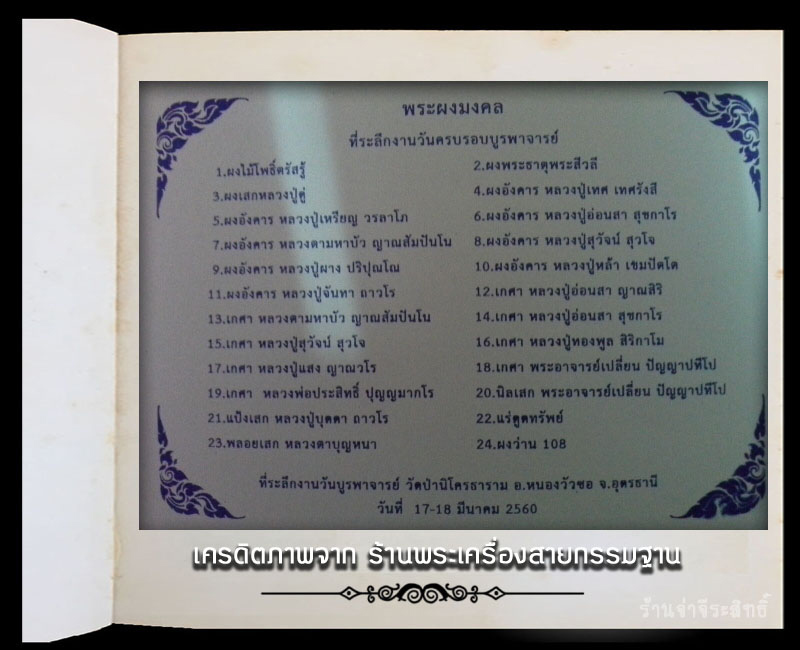 พระผงมงคล
ที่ระลึกงานวันครบรอบบูรพาจารย์
1.ผงไม้โพธิ์ตรัสรู้ 2.ผงพระธาตุพระสีวลี
3.ผงเสกหลวงปู่ดู่ 4.ผงอังคาร หลวงปู่เทศ เทศรังสี
5.ผงอังคาร หลวงปู่เหรียญ วรลาโภ 6.ผงอังคาร หลวงปู่อ่อนสา สุขกาโร
7.ผงอังคาร หลวงตามหาบัว ญาณสัมปันโน 8.ผงอังคาร หลวงปู่สุวัจน์ สุวโจ
9.ผงอังคาร หลวงปู่ผาง ปริปุณโณ 10.ผงอังคาร หลวงปู่หล้า เขมปัตโต
11.ผงอังคาร หลวงปู่จันทา ถาวโร 12.เกศา หลวงปู่อ่อนสา ญาณสิริ
13.เกศา หลวงตามหาบัว ญาณสัมปันโน 14.เกศา หลวงปู่อ่อนสา สุขกาโร
15.เกศา หลวงปู่สุวัจน์ สุวโจ 16.เกศา หลวงปู่ทองพูล สิริกาโม
17.เกศา หลวงปู่แสง ญาณวโร 18.เกศา พระอาจารย์เปลี่ยน ปัญญาปทีโป
19.เกศา หลวงพ่อประสิทธิ์ ปุญญมากโร 20.นิลเสก พระอาจารย์เปลี่ยน ปัญญาปทีโป
21.แป้งเสก หลวงปู่บุดดา ถาวโร 22.แร่ดูดทรัพย์
23.พลอยเสก หลวงตาบุญหนา 24.ผงว่าน 108
ที่ระลึกงานวันบูรพาจารย์ วัดป่านิโครธาราม อ.หนองวัวซอ จ.อุดรธานี
วันที่ 17-18 มีนาคม 2560
เครดิตภาพจาก ร้านพระเครื่องสายกรรมฐาน
ร้านจ่าจีระสิทธิ์